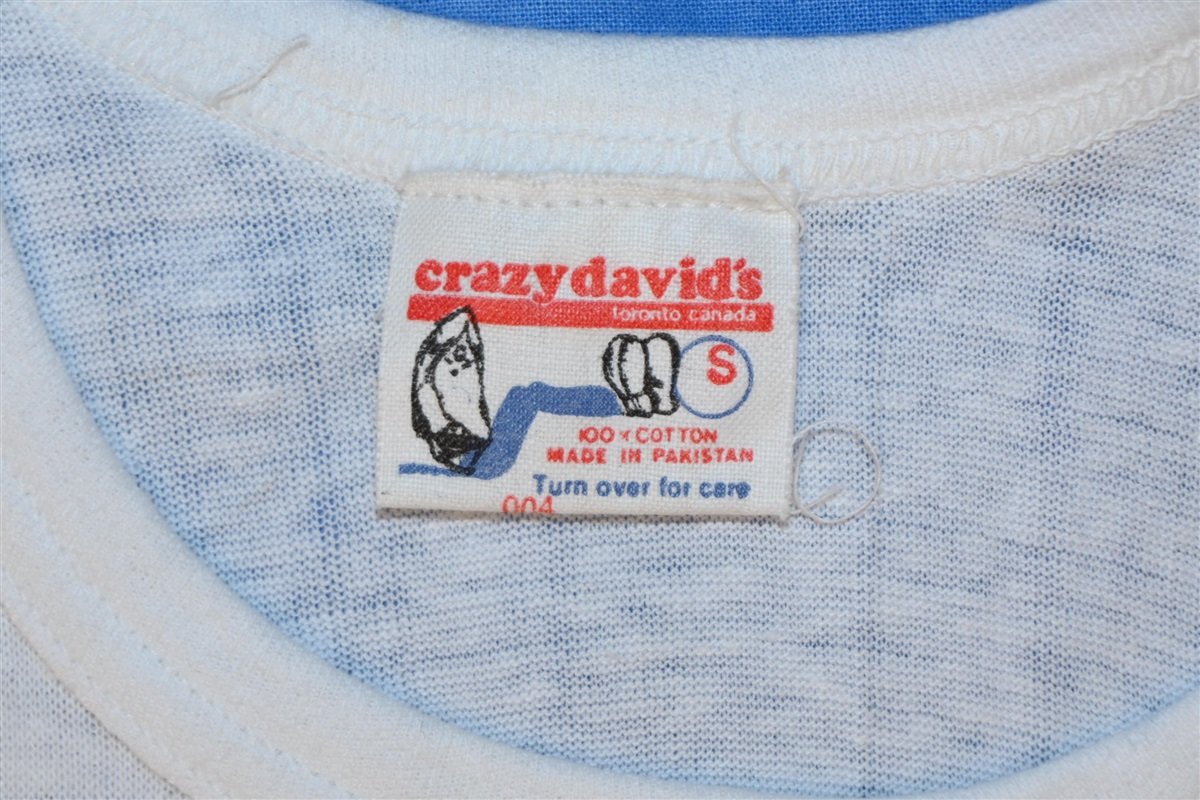 crazydavid's
toronto canada
S
100% COTTON
MADE IN PAKISTAN
Turn over for care
004